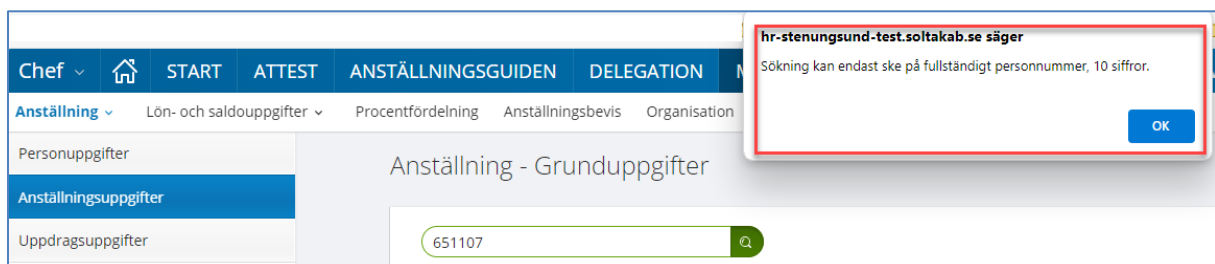 hr-stenungsund-test.soltakab.se säger
Sökning kan endast ske på fullständigt personnummer, 10 siffror.
OK
Chef START ATTEST ANSTÄLLNINGSGUIDEN DELEGATION
Anställning Lön- och saldouppgifter Procentfördelning Anställningsbevis Organisation
Personuppgifter
Anställningsuppgifter
Uppdragsuppgifter
Anställning - Grunduppgifter
651107